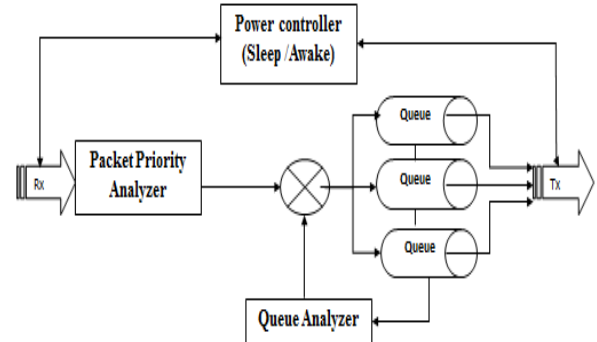 Power controller
(Sleep /Awake)
Queue
Rx
Packet Priority
Analyzer
Queue
Tx
Queue
Queue Analyzer